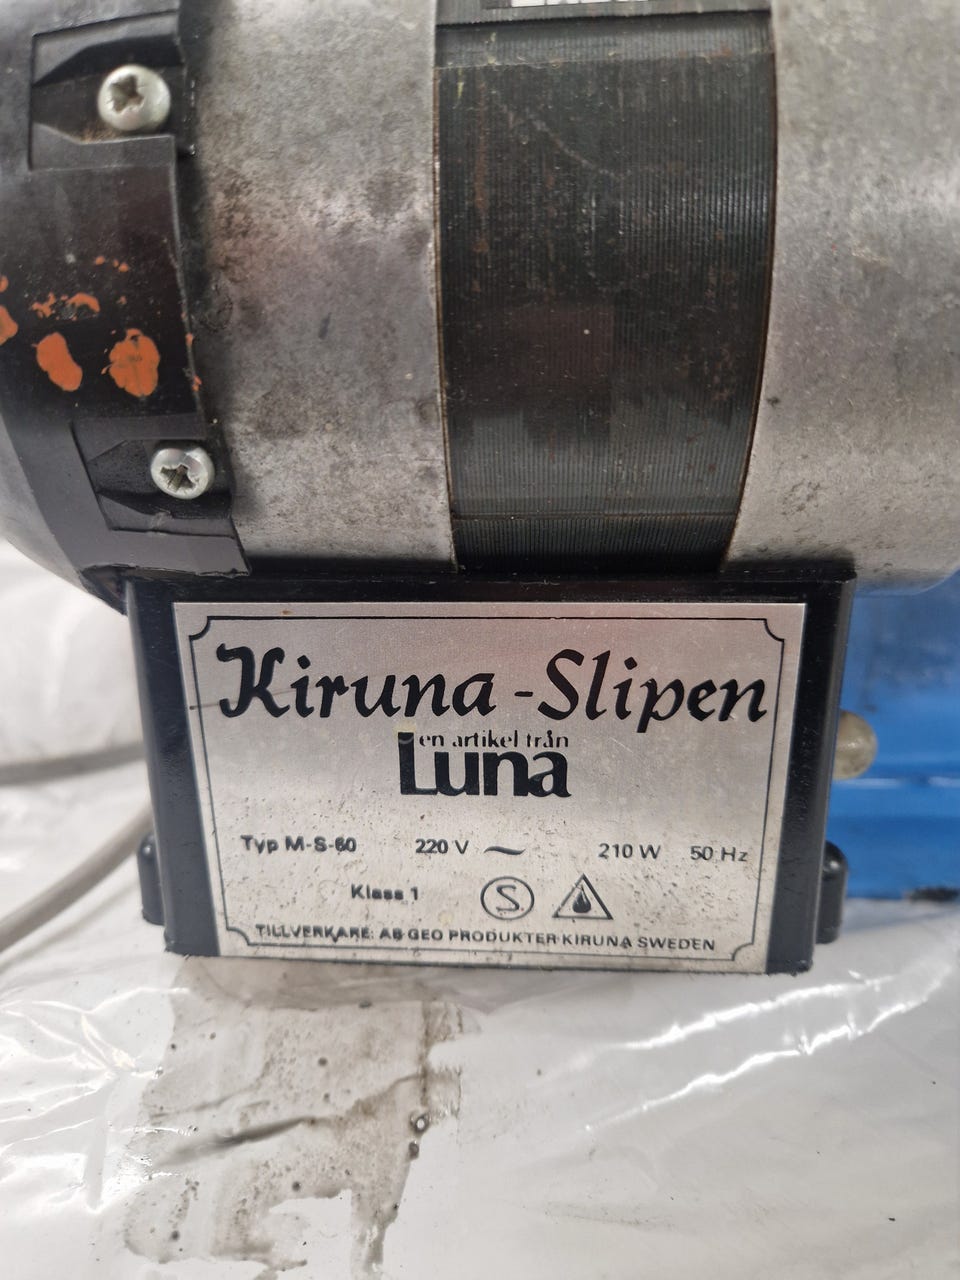 Kiruna-Slipen
en artikel från
Luna
Typ M-S-60 220 V ~ 210 W 50 Hz
Klass 1 S
TILLVERKARE: AB GEO PRODUKTER KIRUNA SWEDEN